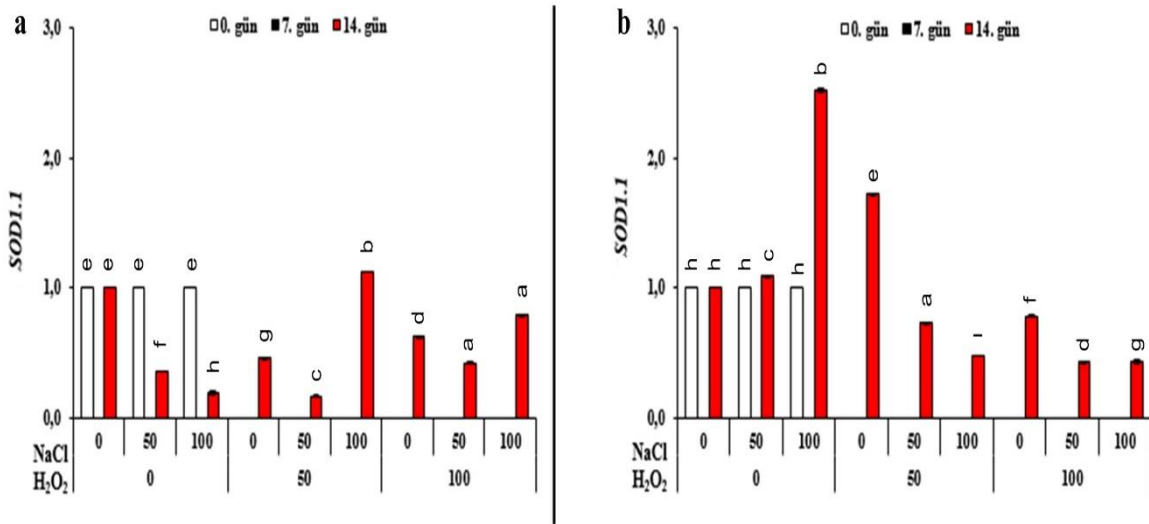 a
0. gün 7. gün 14. gün
3,0
2,0
1,0
0,0
SOD1.1
e e e f e h g c b d a a
NaCl 0 50 100 0 50 100 0 50 100
H₂O₂ 0 50 100
b
0. gün 7. gün 14. gün
3,0
2,0
1,0
0,0
SOD1.1
h h h c h b e a ı f d g
NaCl 0 50 100 0 50 100 0 50 100
H₂O₂ 0 50 100